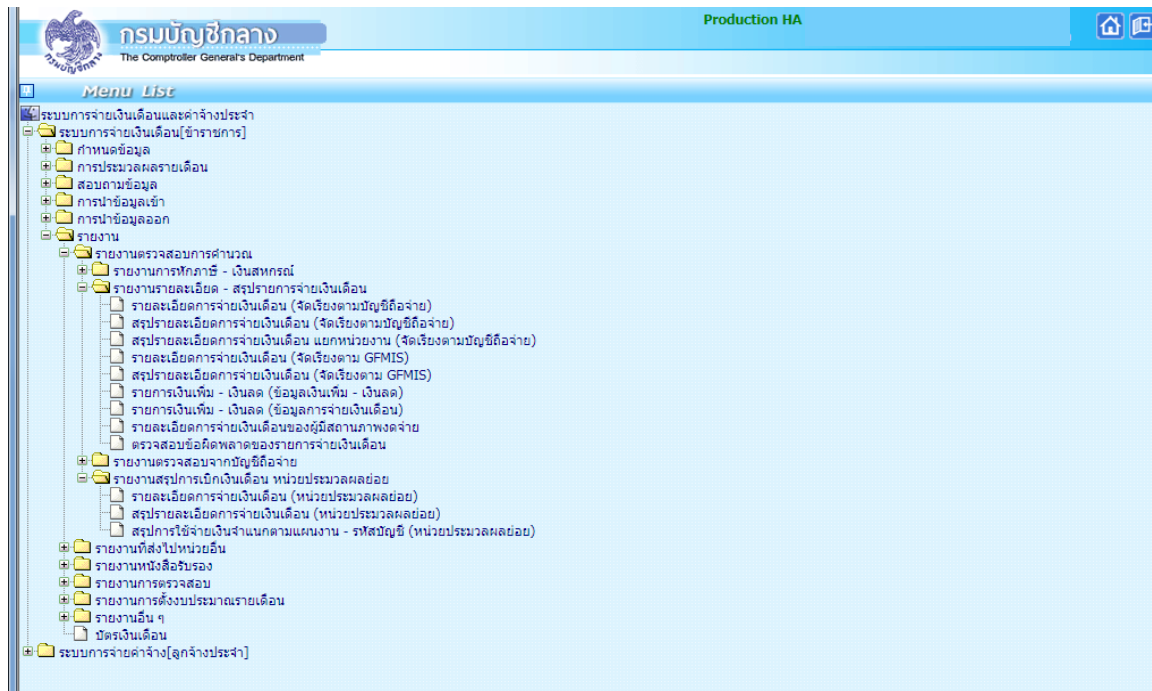 Production HA
กรมบัญชีกลาง
The Comptroller General's Department
กรมบัญชีกลาง
Menu List
ระบบการจ่ายเงินเดือนและค่าจ้างประจำ
ระบบการจ่ายเงินเดือน[ข้าราชการ]
กำหนดข้อมูล
การประมวลผลรายเดือน
สอบถามข้อมูล
การนำข้อมูลเข้า
การนำข้อมูลออก
รายงาน
รายงานตรวจสอบการคำนวณ
รายงานการหักภาษี - เงินสหกรณ์
รายงานรายละเอียด - สรุปรายการจ่ายเงินเดือน
รายละเอียดการจ่ายเงินเดือน (จัดเรียงตามบัญชีถือจ่าย)
สรุปรายละเอียดการจ่ายเงินเดือน (จัดเรียงตามบัญชีถือจ่าย)
สรุปรายละเอียดการจ่ายเงินเดือน แยกหน่วยงาน (จัดเรียงตามบัญชีถือจ่าย)
รายละเอียดการจ่ายเงินเดือน (จัดเรียงตาม GFMIS)
สรุปรายละเอียดการจ่ายเงินเดือน (จัดเรียงตาม GFMIS)
รายการเงินเพิ่ม - เงินลด (ข้อมูลเงินเพิ่ม - เงินลด)
รายการเงินเพิ่ม - เงินลด (ข้อมูลการจ่ายเงินเดือน)
รายละเอียดการจ่ายเงินเดือนของผู้มีสถานภาพงดจ่าย
ตรวจสอบข้อผิดพลาดของรายการจ่ายเงินเดือน
รายงานตรวจสอบจากบัญชีถือจ่าย
รายงานสรุปการเบิกเงินเดือน หน่วยประมวลผลย่อย
รายละเอียดการจ่ายเงินเดือน (หน่วยประมวลผลย่อย)
สรุปรายละเอียดการจ่ายเงินเดือน (หน่วยประมวลผลย่อย)
สรุปการใช้จ่ายเงินจำแนกตามแผนงาน - รหัสบัญชี (หน่วยประมวลผลย่อย)
รายงานที่ส่งไปหน่วยอื่น
รายงานหนังสือรับรอง
รายงานการตรวจสอบ
รายงานการตั้งงบประมาณรายเดือน
รายงานอื่น ๆ
บัตรเงินเดือน
ระบบการจ่ายค่าจ้าง[ลูกจ้างประจำ]